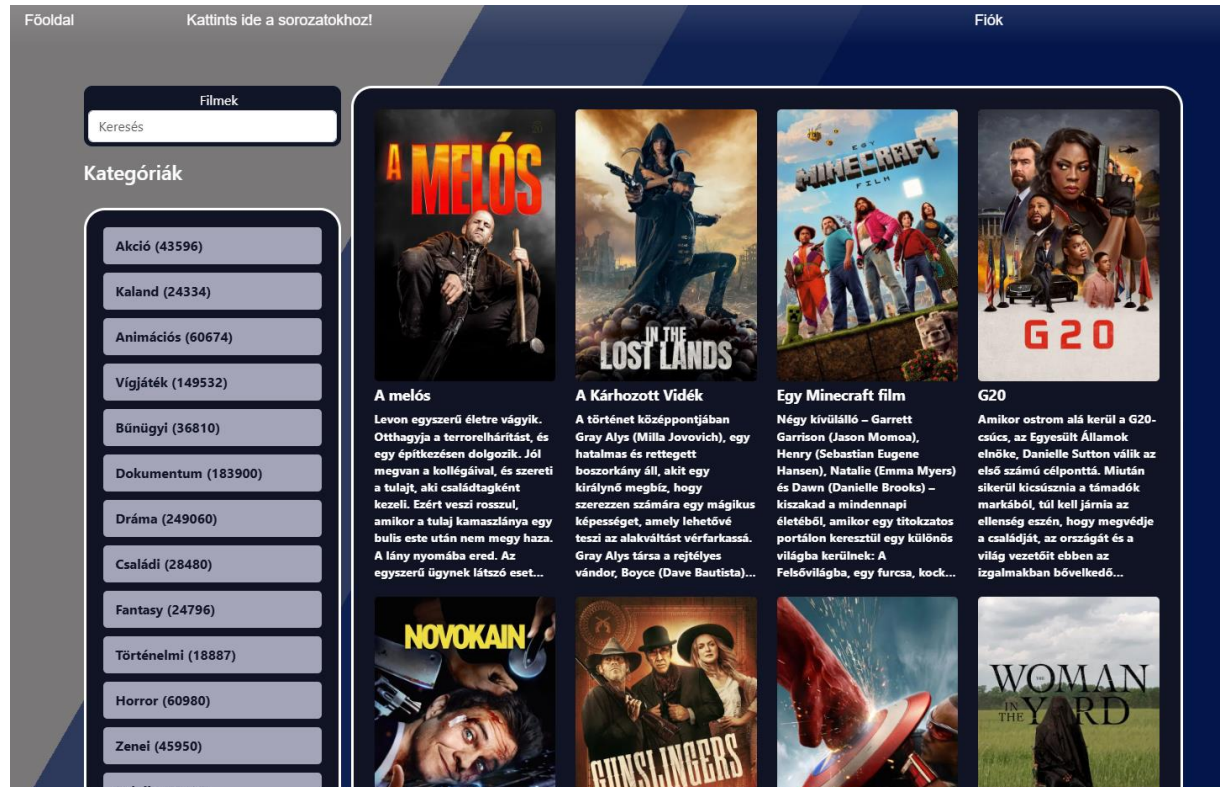 Főoldal
Kattints ide a sorozatokhoz!
Fiók
Filmek
Keresés
Kategóriák
Akció (43596)
Kaland (24334)
Animációs (60674)
Vígjáték (149532)
Bűnügyi (36810)
Dokumentum (183900)
Dráma (249060)
Családi (28480)
Fantasy (24796)
Történelmi (18887)
Horror (60980)
Zenei (45950)
A MELÓS
A melós
Levon egyszerű életre vágyik.
Otthagyja a terrorelhárítást, és
egy építkezésen dolgozik. Jól
megvan a kollégáival, és szereti
a tulajt, aki családtagként
kezeli. Ezért veszi rosszul,
amikor a tulaj kamaszlánya egy
bulis este után nem megy haza.
A lány nyomába ered. Az
egyszerű ügynek látszó eset...
IN THE
LOST LANDS
A Kárhozott Vidék
A történet középpontjában
Gray Alys (Milla Jovovich), egy
hatalmas és rettegett
boszorkány áll, akit egy
királynő megbíz, hogy
szerezzen számára egy mágikus
képességet, amely lehetővé
teszi az alakváltást vérfarkassá.
Gray Alys társa a rejtélyes
vándor, Boyce (Dave Bautista)...
EGY
MINECRAFT
FILM
Egy Minecraft film
Négy kívülálló – Garrett
Garrison (Jason Momoa),
Henry (Sebastian Eugene
Hansen), Natalie (Emma Myers)
és Dawn (Danielle Brooks) –
kiszakad a mindennapi
életéből, amikor egy titokzatos
portálon keresztül egy különös
világba kerülnek: A
Felsővilágba, egy furcsa, kock...
G20
G20
Amikor ostrom alá kerül a G20-
csúcs, az Egyesült Államok
elnöke, Danielle Sutton válik az
első számú célponttá. Miután
sikerül kicsúsznia a támadók
markából, túl kell járnia az
ellenség eszén, hogy megvédje
a családját, az országát és a
világ vezetőit ebben az
izgalmakban bővelkedő...
NOVOKAIN
GUNSLINGERS
THE
WOMAN
IN THE YARD